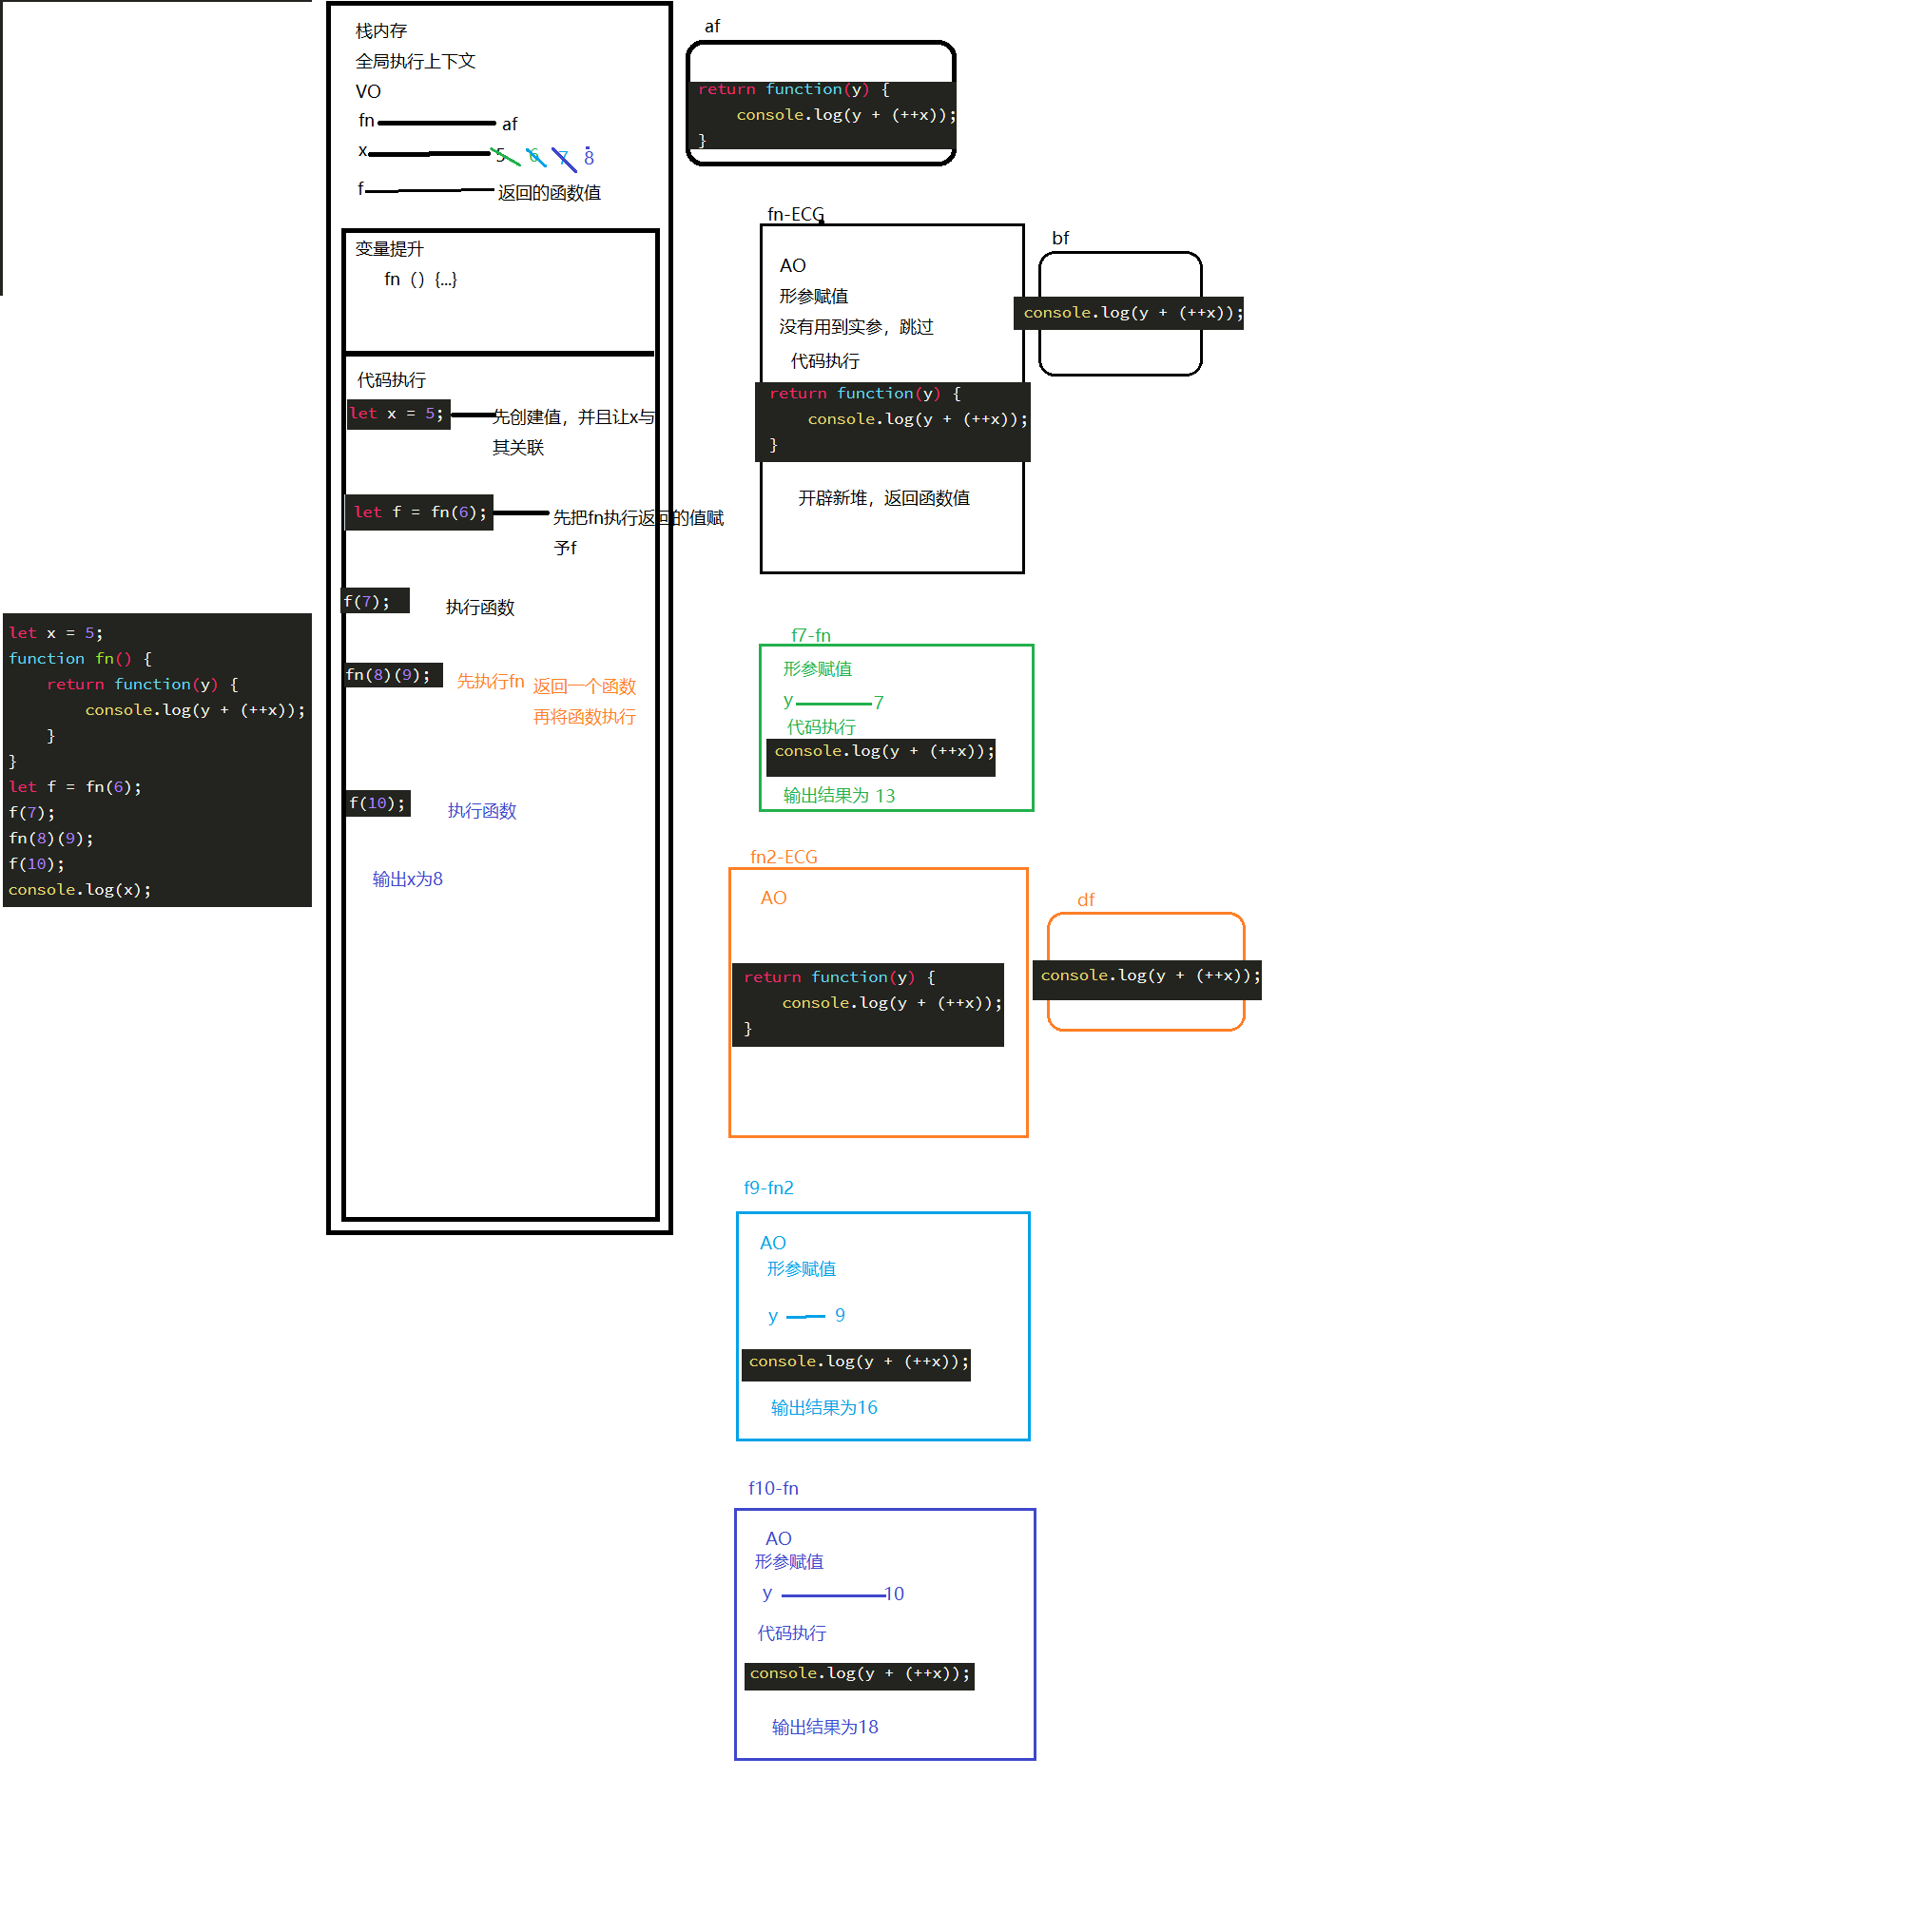 let x = 5;
function fn() {
    return function(y) {
        console.log(y + (++x));
    }
}
let f = fn(6);
f(7);
fn(8)(9);
f(10);
console.log(x);
栈内存
全局执行上下文
VO
fn af
x 5 6 7 8
f 返回的函数值
变量提升
fn（）{...}
代码执行
let x = 5; 先创建值，并且让x与
其关联
let f = fn(6); 先把fn执行返回的值赋
予f
f(7); 执行函数
fn(8)(9); 先执行fn 返回一个函数
再将函数执行
f(10); 执行函数
输出x为8
af
return function(y) {
    console.log(y + (++x));
}
fn-ECG
AO
形参赋值
没有用到实参，跳过
代码执行
return function(y) {
    console.log(y + (++x));
}
开辟新堆，返回函数值
bf
console.log(y + (++x));
f7-fn
形参赋值
y 7
代码执行
console.log(y + (++x));
输出结果为 13
fn2-ECG
AO
return function(y) {
    console.log(y + (++x));
}
df
console.log(y + (++x));
f9-fn2
AO
形参赋值
y 9
console.log(y + (++x));
输出结果为16
f10-fn
AO
形参赋值
y 10
代码执行
console.log(y + (++x));
输出结果为18